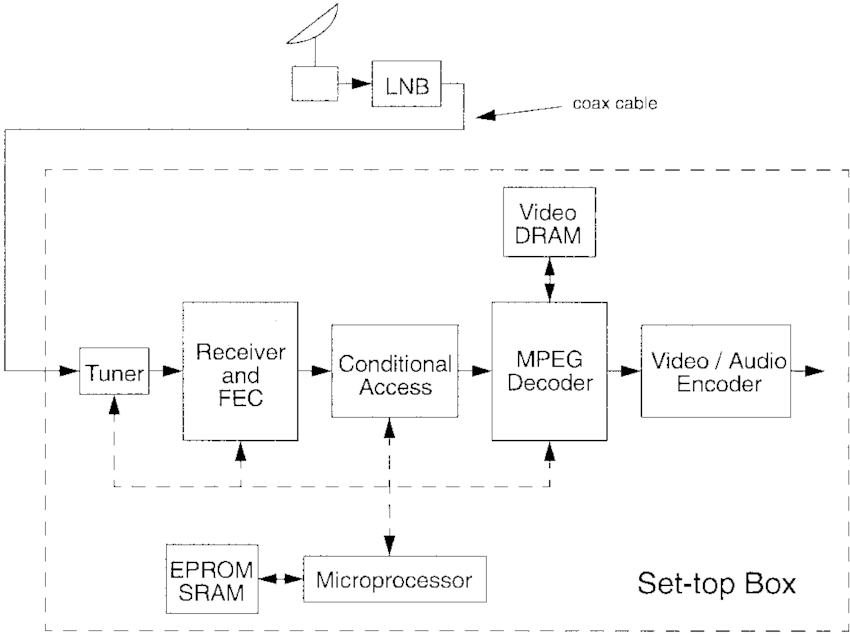 LNB
coax cable
Video
DRAM
Tuner
Receiver
and
FEC
Conditional
Access
MPEG
Decoder
Video / Audio
Encoder
EPROM
SRAM
Microprocessor
Set-top Box